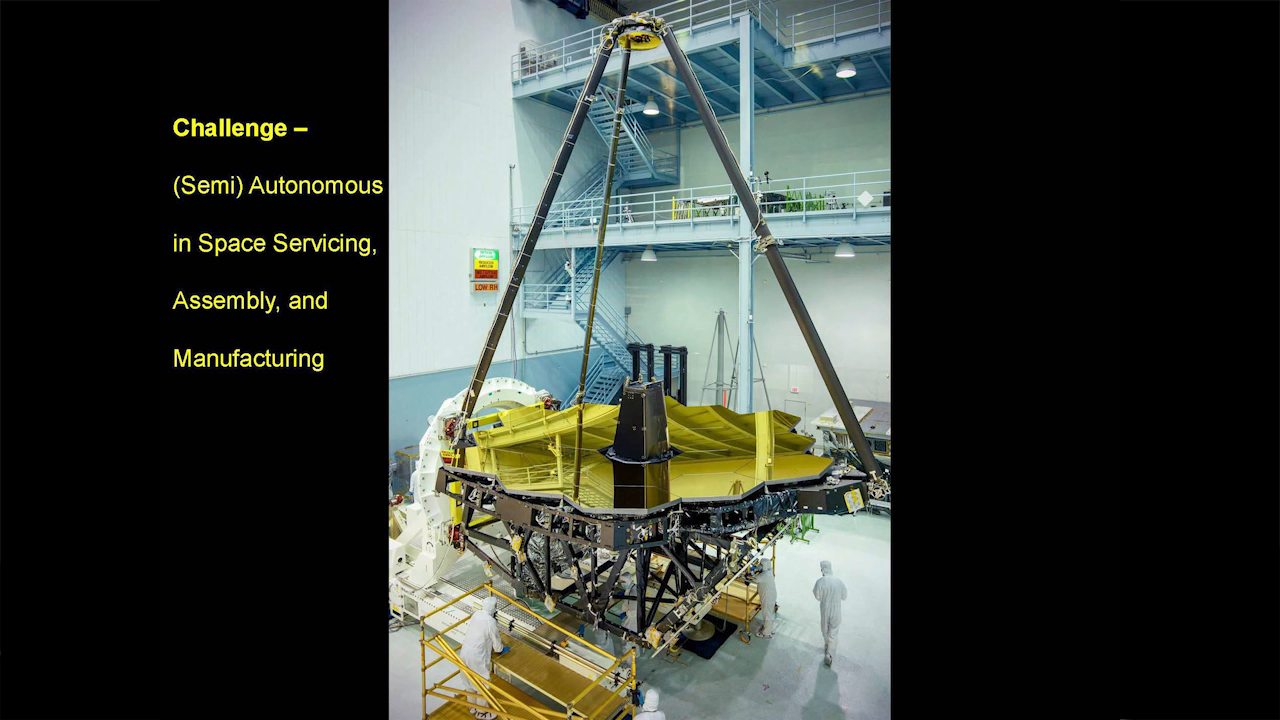 Challenge –
(Semi) Autonomous
in Space Servicing,
Assembly, and
Manufacturing
LOW RH